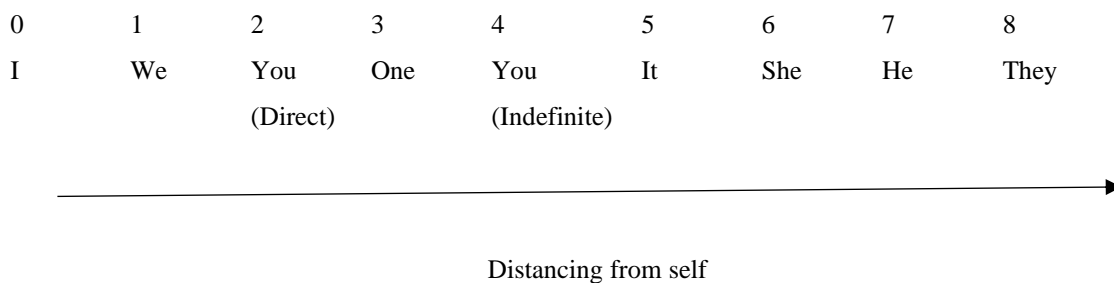 0 1 2 3 4 5 6 7 8
I We You One You It She He They
(Direct) (Indefinite)
Distancing from self